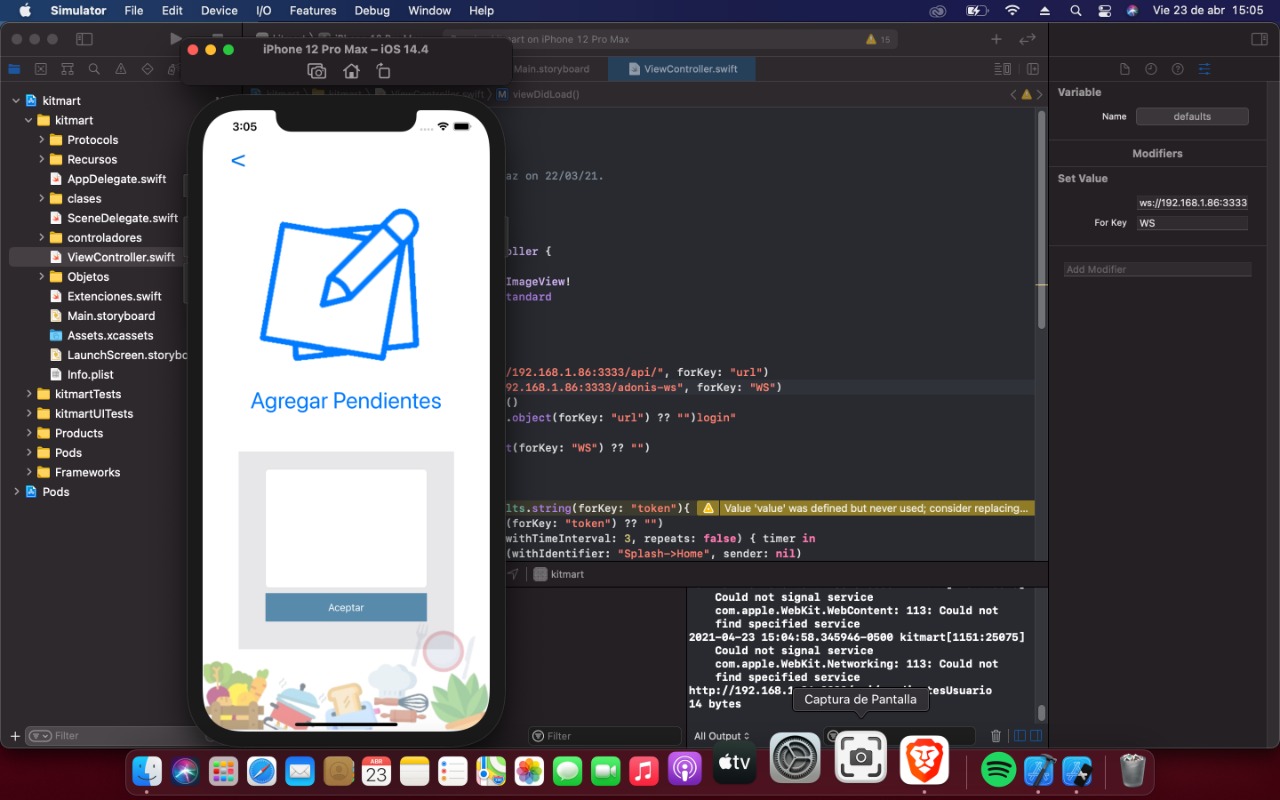 Simulator File Edit Device I/O Features Debug Window Help Vie 23 de abr 15:05
iPhone 12 Pro Max – iOS 14.4
kitmart on iPhone 12 Pro Max
15
Main.storyboard
ViewController.swift
viewDidLoad()
kitmart
kitmart
Protocols
Recursos
AppDelegate.swift
clases
SceneDelegate.swift
controladores
ViewController.swift
Objetos
Extenciones.swift
Main.storyboard
Assets.xcassets
LaunchScreen.storybo
Info.plist
kitmartTests
kitmartUITests
Products
Pods
Frameworks
Pods
Filter
3:05
<
Agregar Pendientes
Aceptar
az on 22/03/21.
oller {
ImageView!
tandard
/192.168.1.86:3333/api/", forKey: "url")
92.168.1.86:3333/adonis-ws", forKey: "WS")
()
.object(forKey: "url") ?? "")login"
t(forKey: "WS") ?? "")
lts.string(forKey: "token"){
Value 'value' was defined but never used; consider replacing...
(forKey: "token") ?? "")
withTimeInterval: 3, repeats: false) { timer in
(withIdentifier: "Splash->Home", sender: nil)
kitmart
Filter
Could not signal service
com.apple.WebKit.WebContent: 113: Could not
find specified service
2021-04-23 15:04:58.345946-0500 kitmart[1151:25075]
Could not signal service
com.apple.WebKit.Networking: 113: Could not
find specified service
14 bytes
All Output
Captura de Pantalla
Variable
Name defaults
Modifiers
Set Value
ws://192.168.1.86:3333
For Key WS
Add Modifier
ABR
23
tv